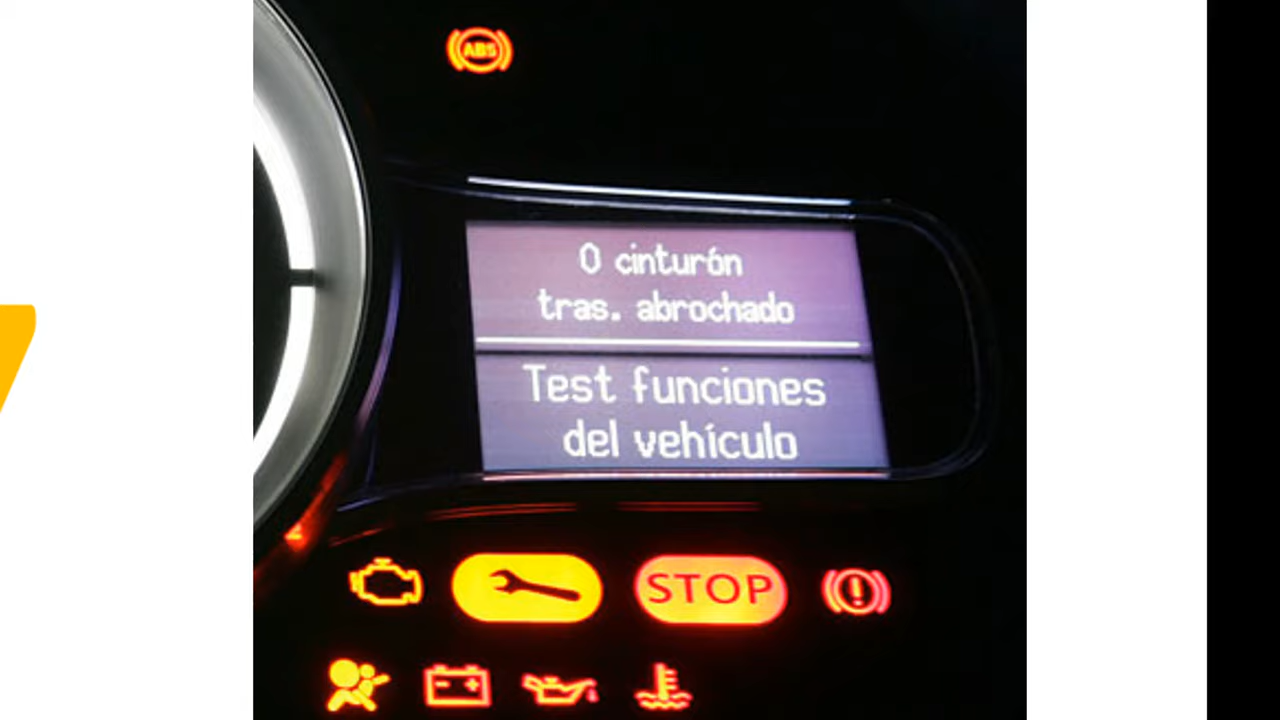 ABS
0 cinturón
tras. abrochado
Test funciones
del vehículo
STOP